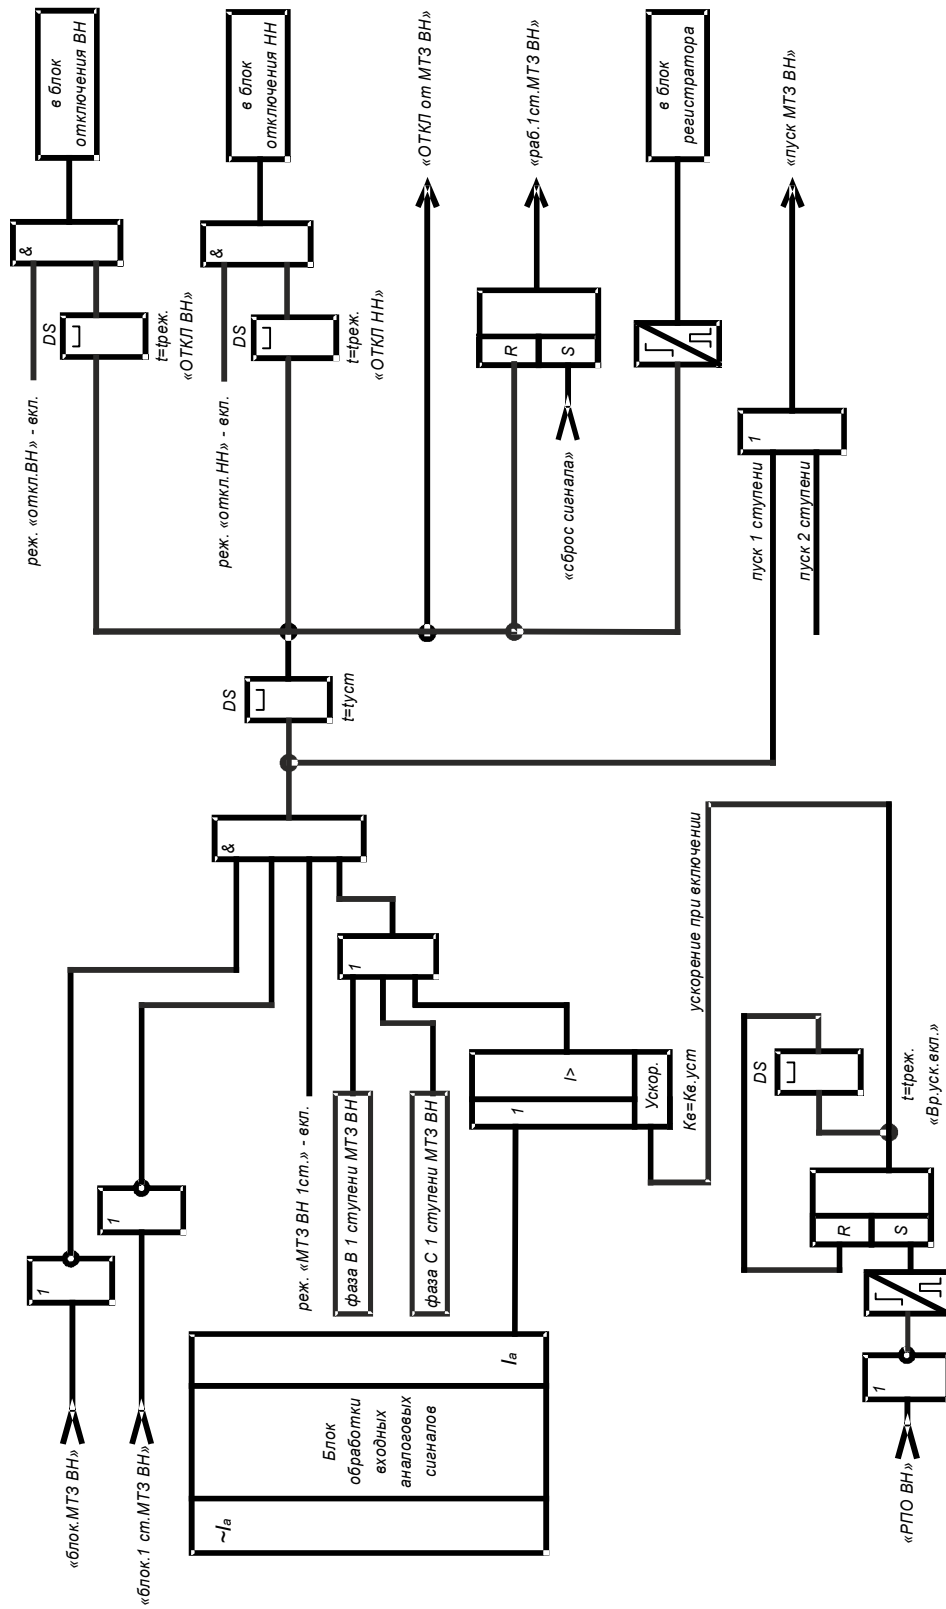 «блок.МТЗ ВН»
1
«блок.1 ст.МТЗ ВН»
1
~Iа
Блок
обработки
входных
аналоговых
сигналов
Iа
реж. «МТЗ ВН 1ст.» - вкл.
фаза В 1 ступени МТЗ ВН
фаза С 1 ступени МТЗ ВН
1
&
1
I>
Ускор.
Кв=Кв.уст
ускорение при включении
«РПО ВН»
1
R
S
DS
t=tреж.
«Вр.уск.вкл.»
DS
t=tуст
реж. «откл.ВН» - вкл.
DS
t=tреж.
«ОТКЛ ВН»
&
в блок
отключения ВН
реж. «откл.НН» - вкл.
DS
t=tреж.
«ОТКЛ НН»
&
в блок
отключения НН
«ОТКЛ от МТЗ ВН»
«сброс сигнала»
R
S
«раб.1ст.МТЗ ВН»
в блок
регистратора
пуск 1 ступени
пуск 2 ступени
1
«пуск МТЗ ВН»